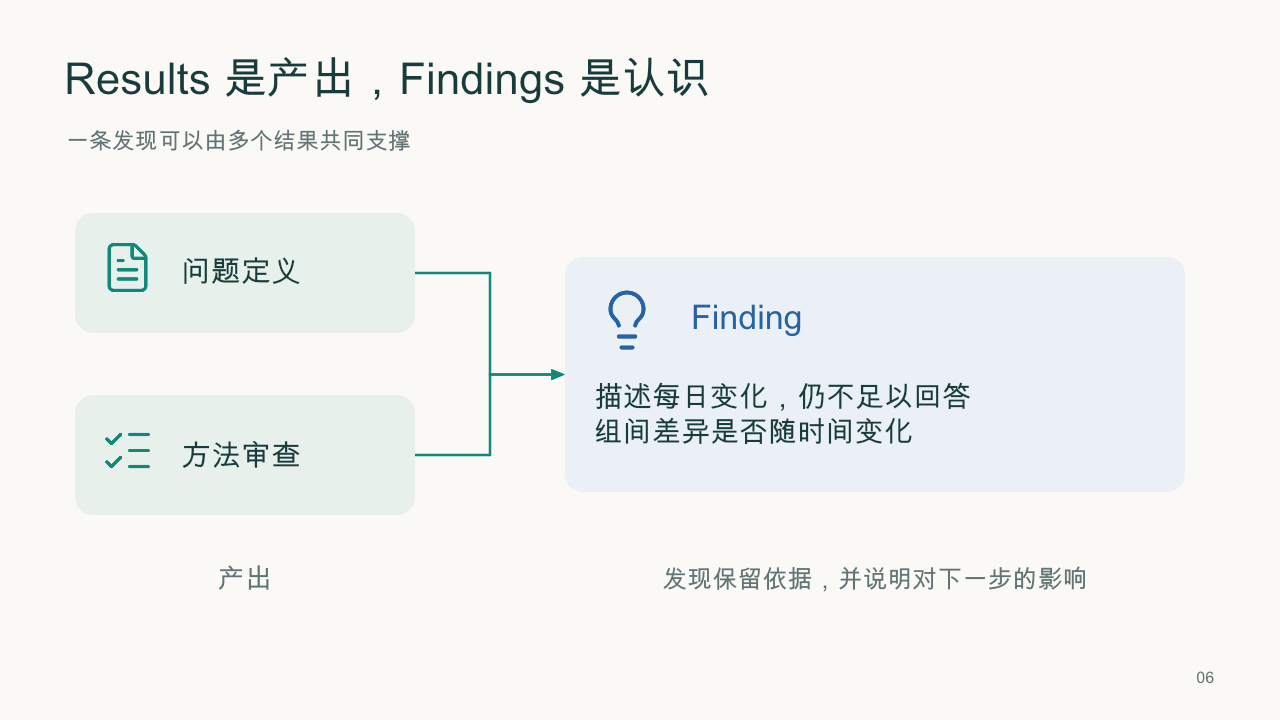 Results 是产出，Findings 是认识
一条发现可以由多个结果共同支撑
问题定义
方法审查
Finding
描述每日变化，仍不足以回答
组间差异是否随时间变化
产出
发现保留依据，并说明对下一步的影响
06